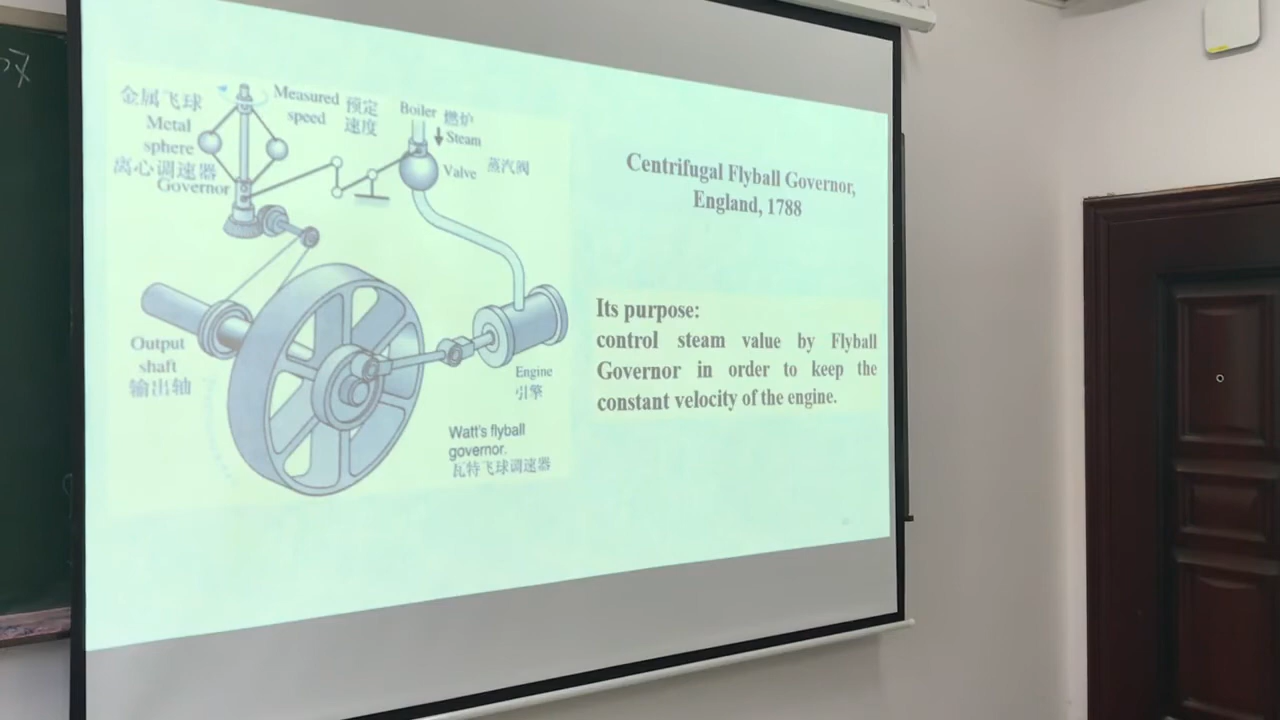 金属飞球
Metal
sphere
离心调速器
Governor
Measured
speed
预定
速度
Boiler 燃炉
Steam
Valve 蒸汽阀
Output
shaft
输出轴
Engine
引擎
Watt's flyball
governor.
瓦特飞球调速器
Centrifugal Flyball Governor,
England, 1788
Its purpose:
control steam value by Flyball
Governor in order to keep the
constant velocity of the engine.